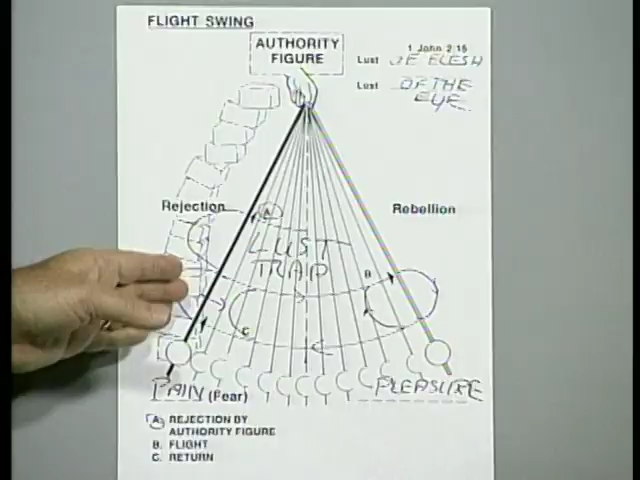 FLIGHT SWING
AUTHORITY
FIGURE
1 John 2:16
Lust OF FLESH
Lust OF THE
EYE
Rejection
Rebellion
A
LUST
TRAP
B
C
C
PAIN (Fear)
PLEASURE
A. REJECTION BY
AUTHORITY FIGURE
B. FLIGHT
C. RETURN